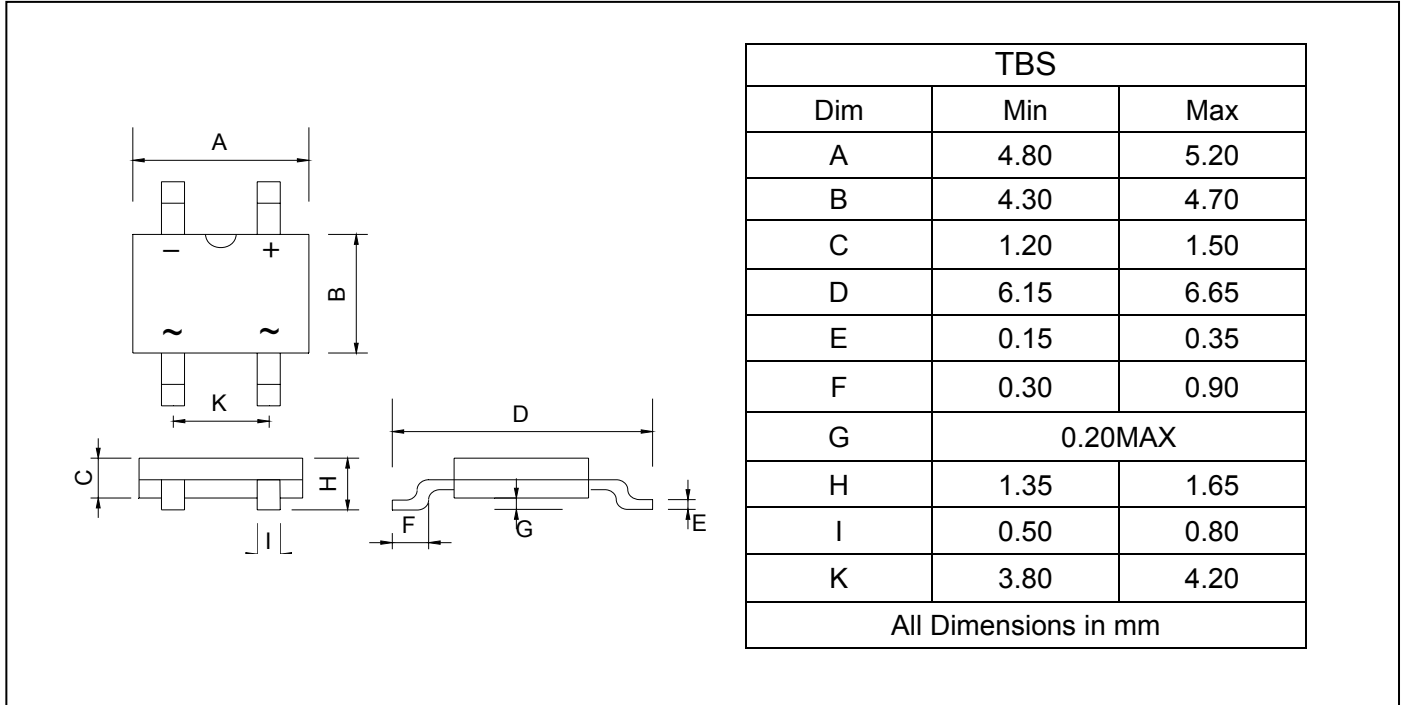 A
− +
B
~ ~
K
C
H
I
D
F
G
E
TBS
Dim Min Max
A 4.80 5.20
B 4.30 4.70
C 1.20 1.50
D 6.15 6.65
E 0.15 0.35
F 0.30 0.90
G 0.20MAX
H 1.35 1.65
I 0.50 0.80
K 3.80 4.20
All Dimensions in mm